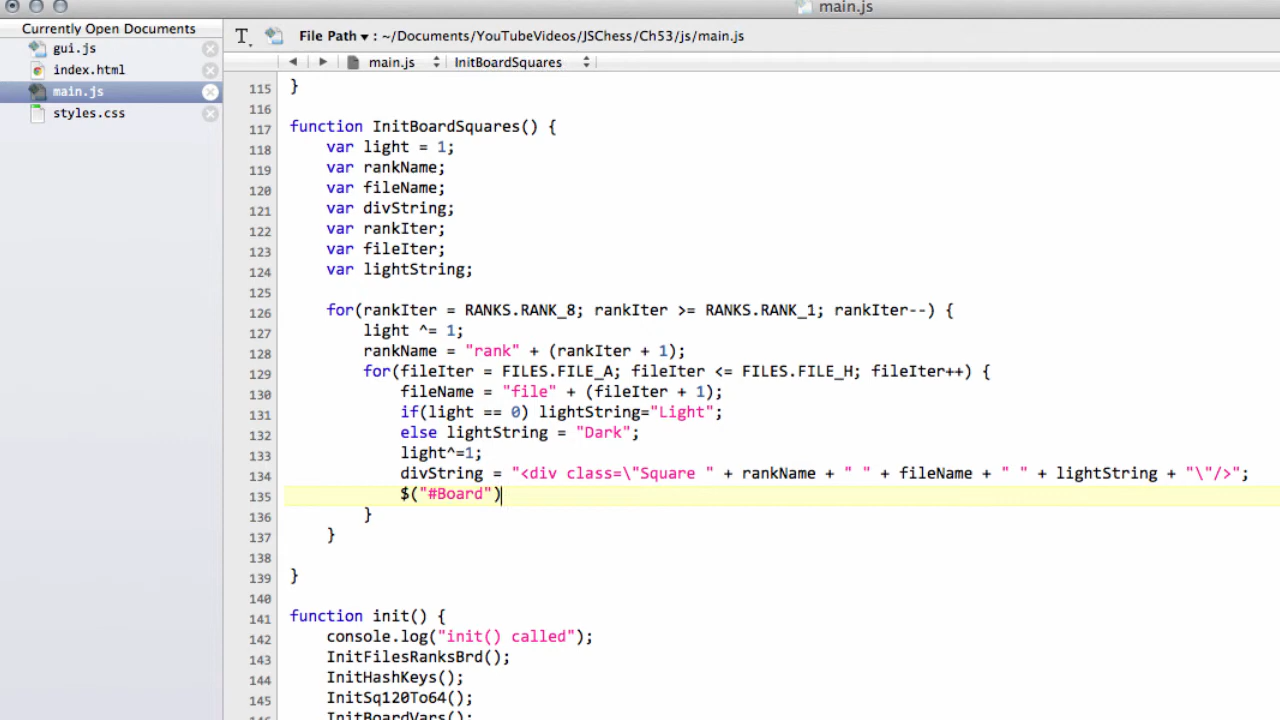 main.js
Currently Open Documents
gui.js
index.html
main.js
styles.css
T. File Path ▾ : ~/Documents/YouTubeVideos/JSChess/Ch53/js/main.js
main.js InitBoardSquares
115 }
116
117 function InitBoardSquares() {
118 var light = 1;
119 var rankName;
120 var fileName;
121 var divString;
122 var rankIter;
123 var fileIter;
124 var lightString;
125
126 for(rankIter = RANKS.RANK_8; rankIter >= RANKS.RANK_1; rankIter--) {
127 light ^= 1;
128 rankName = "rank" + (rankIter + 1);
129 for(fileIter = FILES.FILE_A; fileIter <= FILES.FILE_H; fileIter++) {
130 fileName = "file" + (fileIter + 1);
131 if(light == 0) lightString="Light";
132 else lightString = "Dark";
133 light^=1;
134 divString = "<div class=\"Square " + rankName + " " + fileName + " " + lightString + "\"/>";
135 $("#Board")
136 }
137 }
138
139 }
140
141 function init() {
142 console.log("init() called");
143 InitFilesRanksBrd();
144 InitHashKeys();
145 InitSq120To64();
146 InitBoardVars();